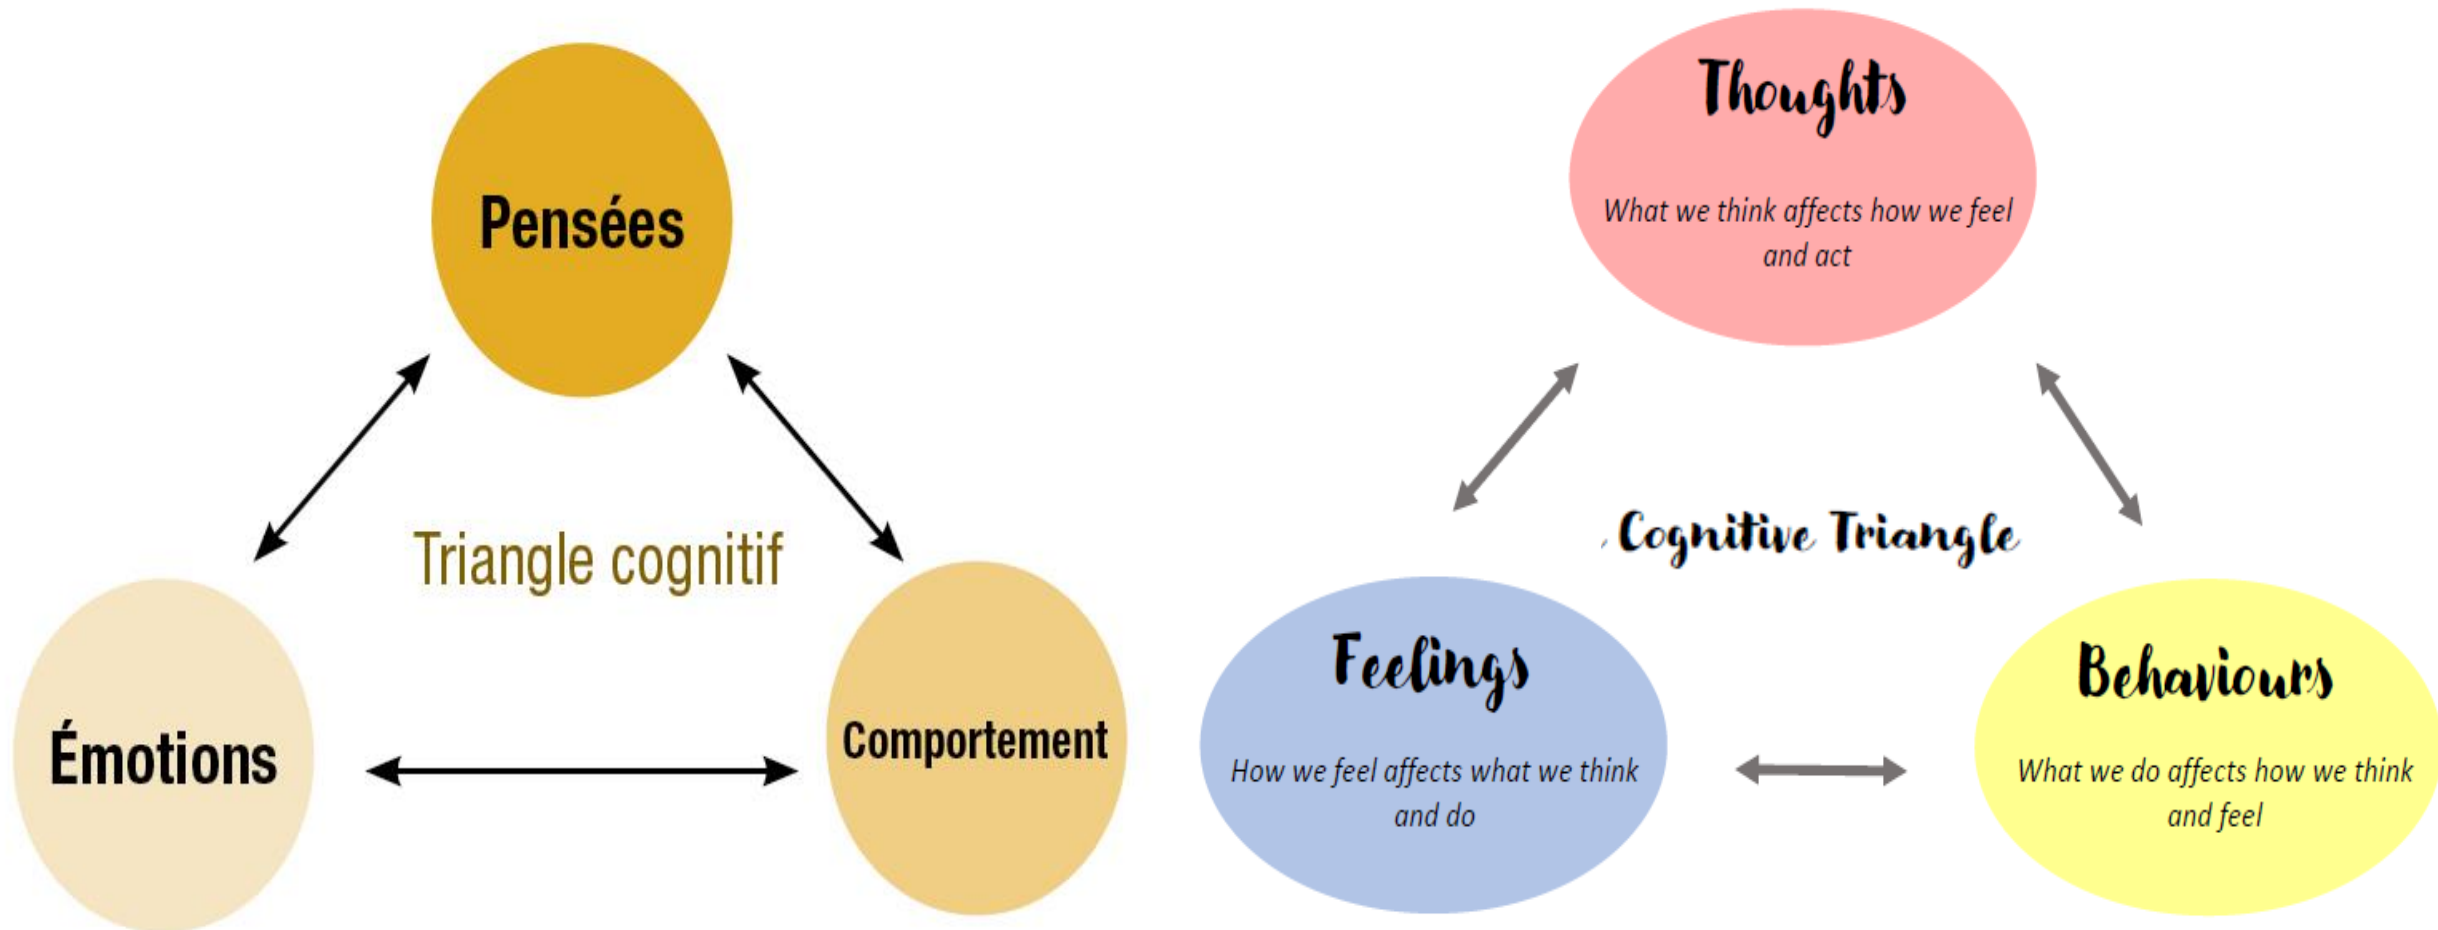 Pensées
Triangle cognitif
Émotions
Comportement
Thoughts
What we think affects how we feel
and act
Cognitive Triangle
Feelings
How we feel affects what we think
and do
Behaviours
What we do affects how we think
and feel